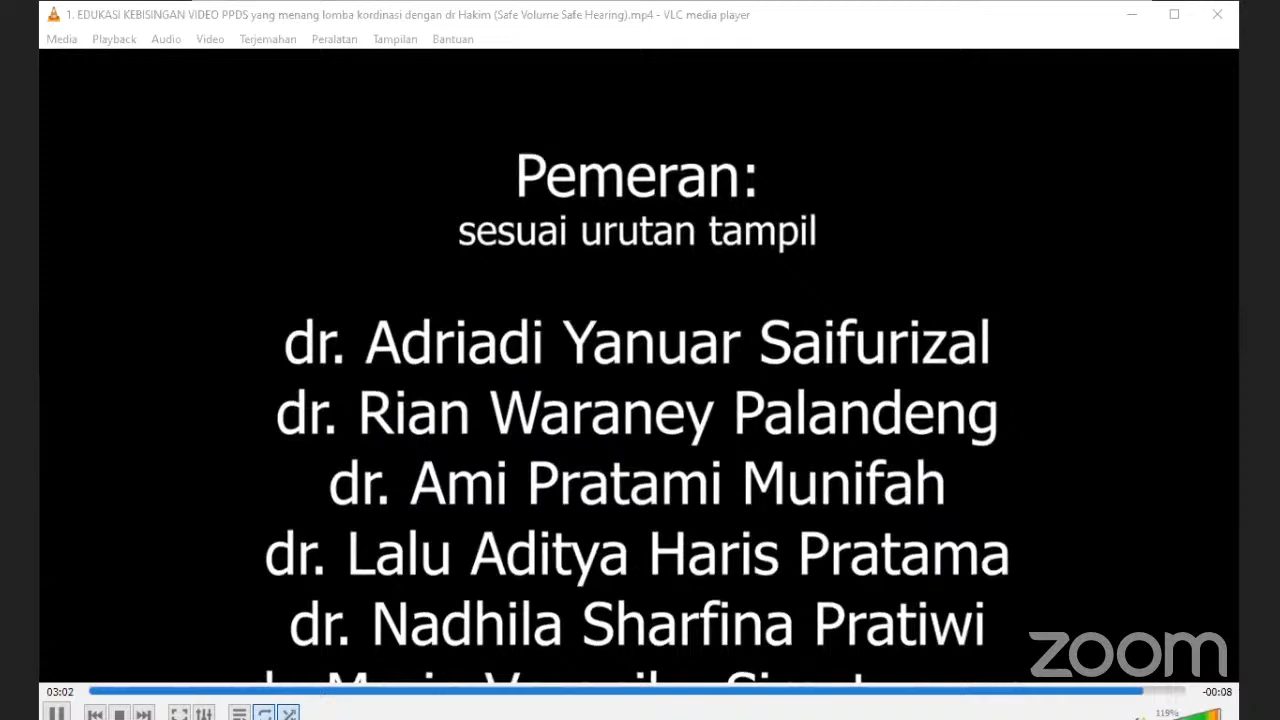 1. EDUKASI KEBISINGAN VIDEO PPDS yang menang lomba kordinasi dengan dr Hakim (Safe Volume Safe Hearing).mp4 - VLC media player
Media Playback Audio Video Terjemahan Peralatan Tampilan Bantuan
Pemeran:
sesuai urutan tampil
dr. Adriadi Yanuar Saifurizal
dr. Rian Waraney Palandeng
dr. Ami Pratami Munifah
dr. Lalu Aditya Haris Pratama
dr. Nadhila Sharfina Pratiwi
zoom
03:02 -00:08
119%